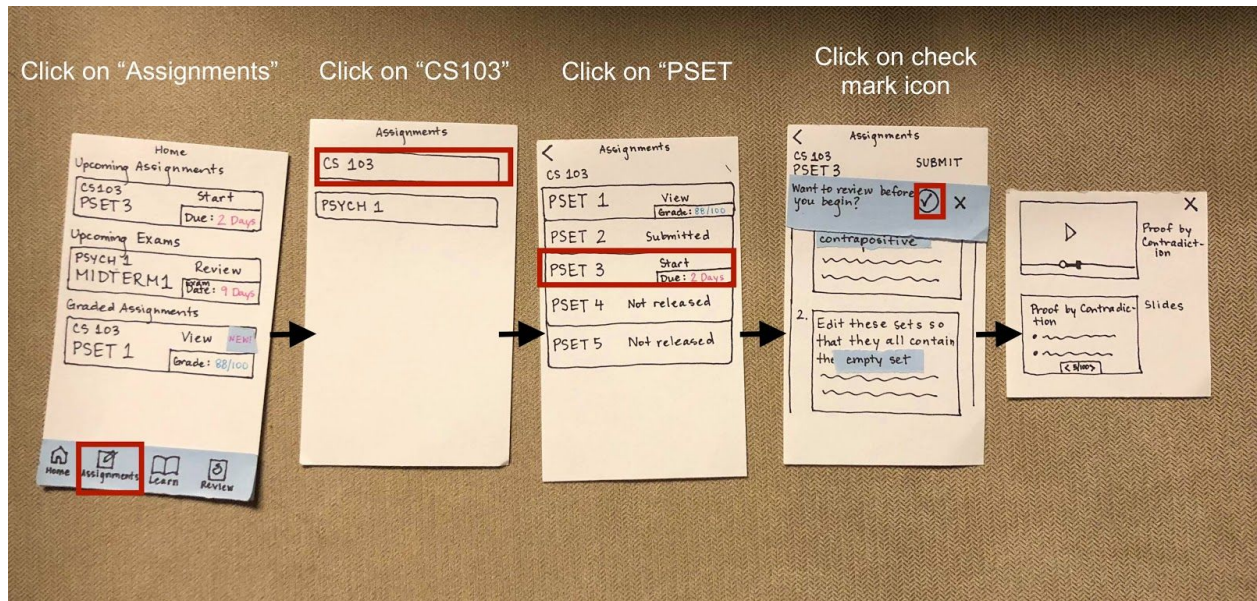 Click on “Assignments”
Click on “CS103”
Click on “PSET
Click on check
mark icon
Home
Upcoming Assignments
CS103
PSET 3
Start
Due: 2 Days
Upcoming Exams
PSYCH 1
MIDTERM1
Review
Exam
Date: 9 Days
Graded Assignments
CS 103
PSET 1
View
NEW!
Grade: 88/100
Home
Assignments
Learn
Review
Assignments
CS 103
PSYCH 1
<
Assignments
CS 103
PSET 1
View
Grade: 88/100
PSET 2
Submitted
PSET 3
Start
Due: 2 Days
PSET 4
Not released
PSET 5
Not released
<
Assignments
CS 103
PSET 3
SUBMIT
Want to review before
you begin?
✓ X
contrapositive
2.
Edit these sets so
that they all contain
the empty set
X
Proof by
Contradict-
ion
Proof by Contradic-
tion
Slides
< 3/100 >